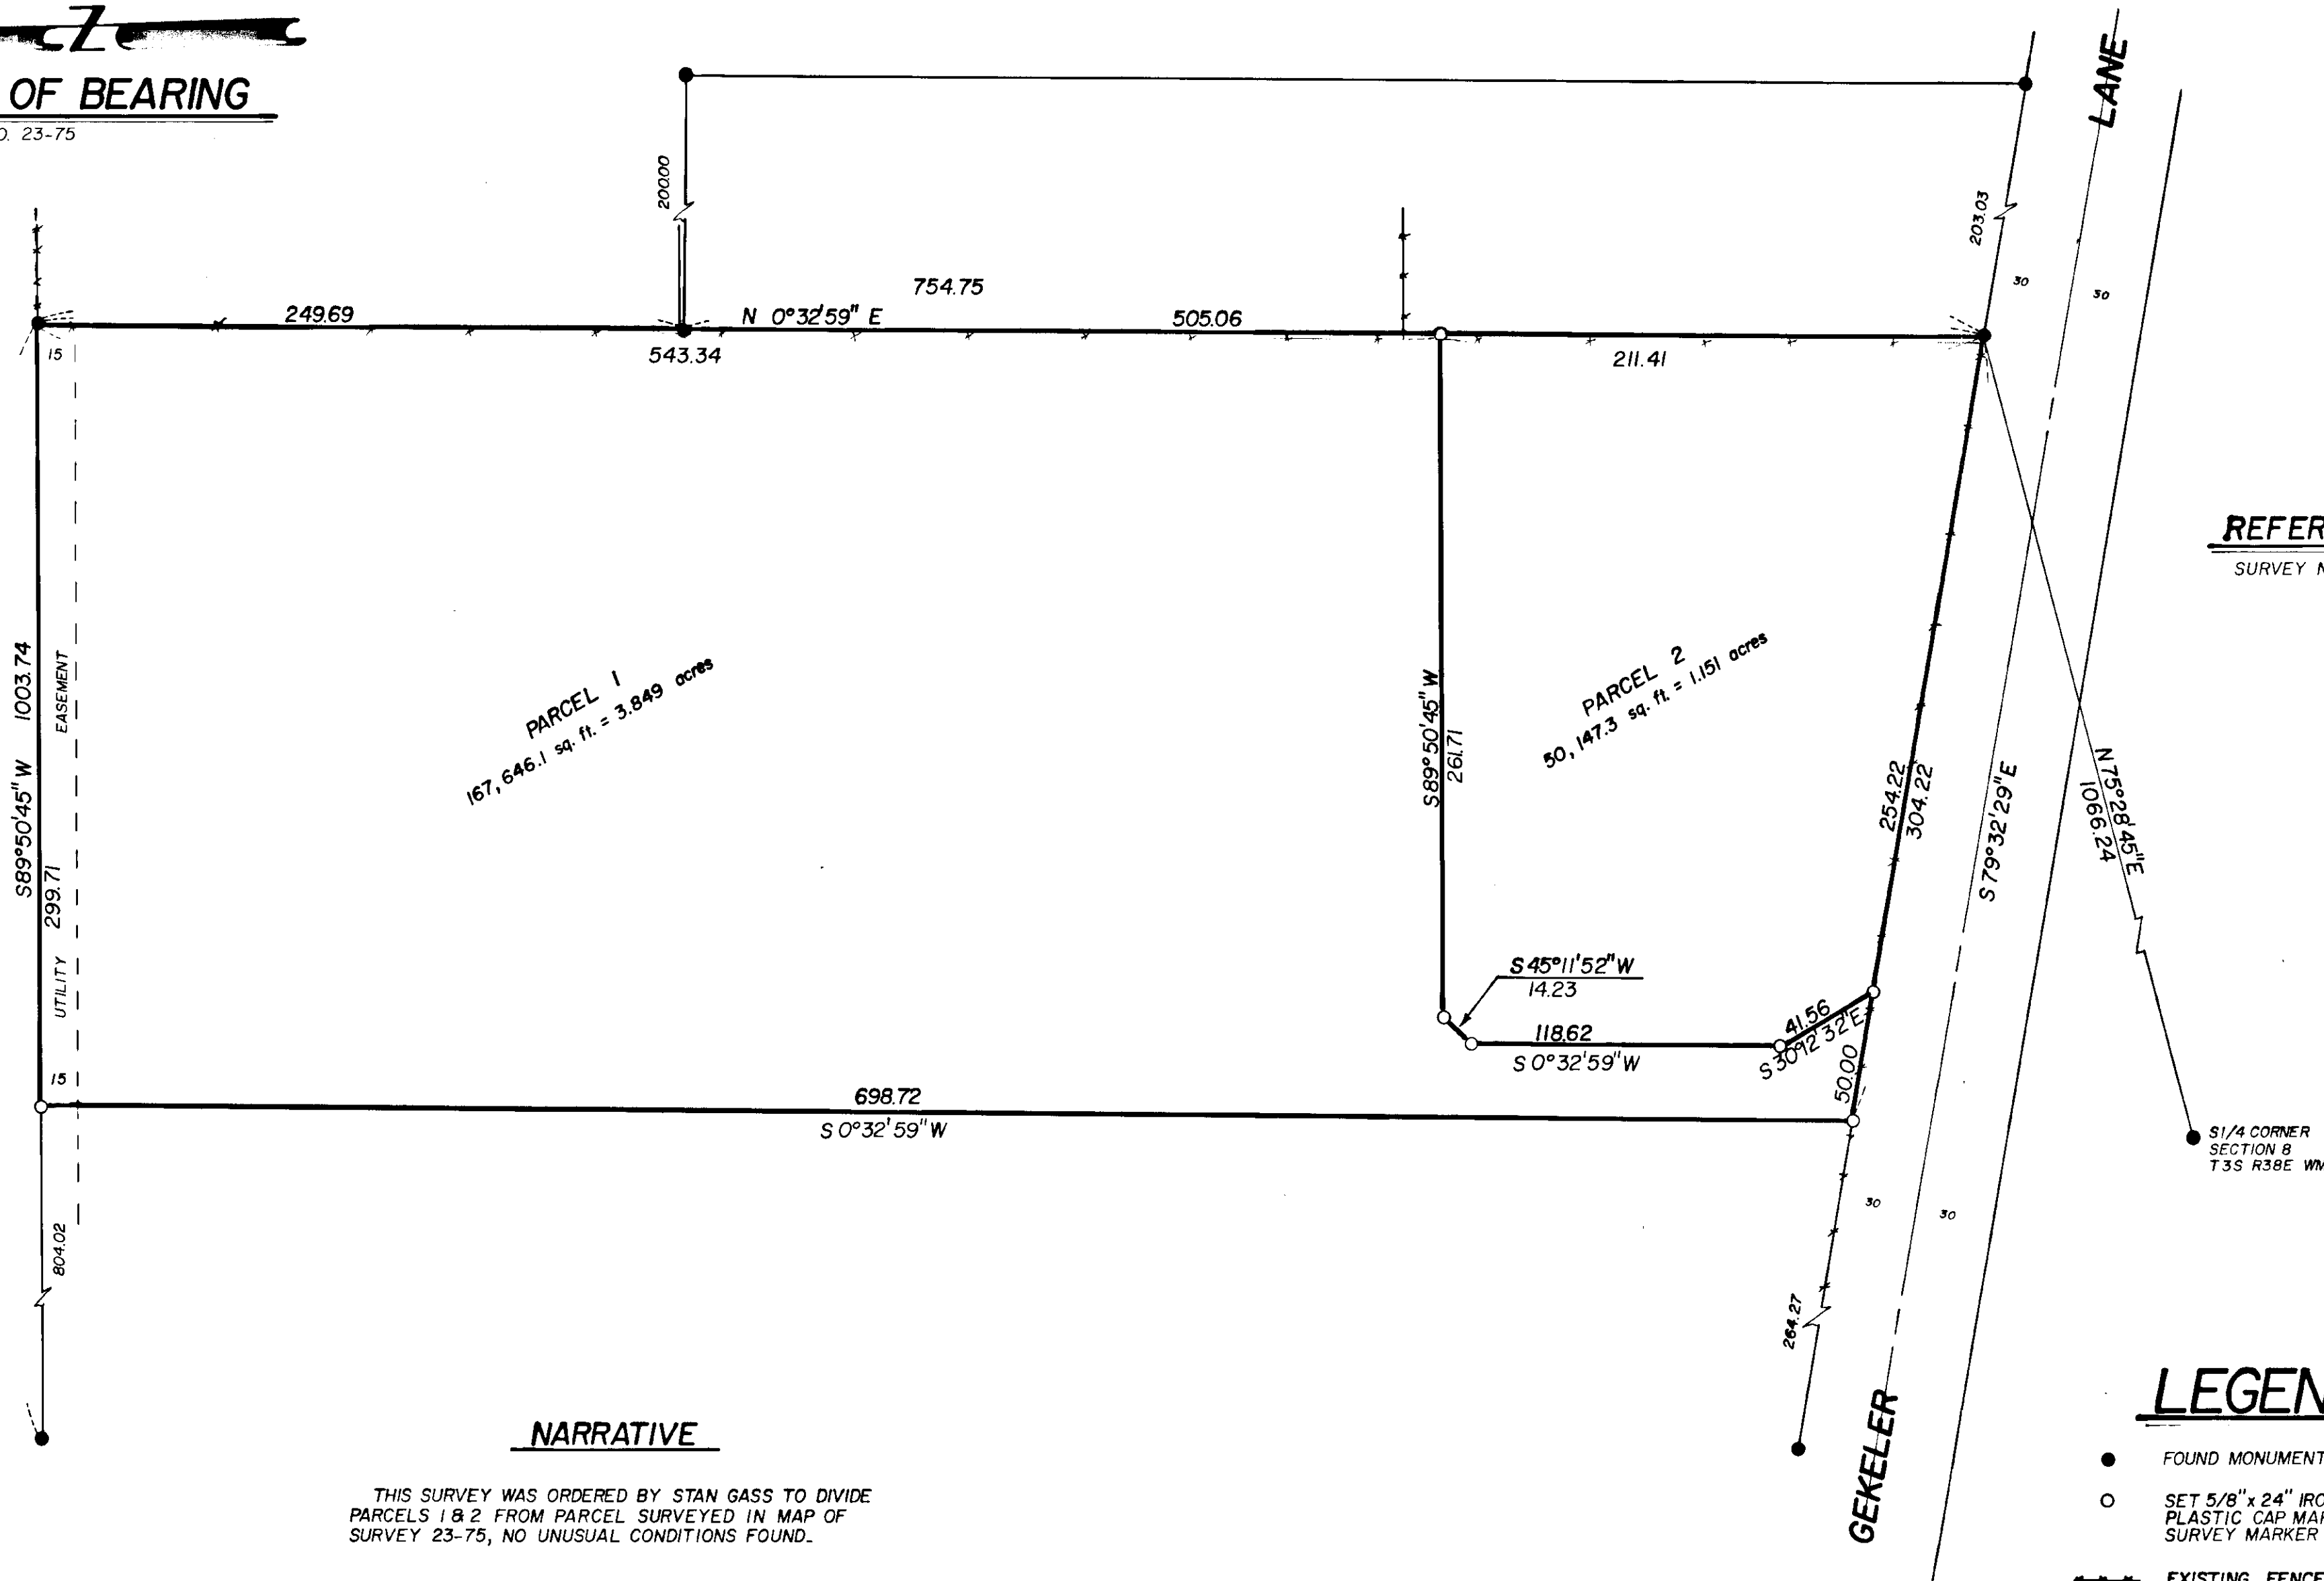 OF BEARING
23-75
LANE
200.00
203.03
30
30
754.75
249.69
N 0°32'59" E
505.06
543.34
211.41
15
REFER
SURVEY N
S89°50'45"W 1003.74
299.71
UTILITY EASEMENT
15
PARCEL 1
167,646.1 sq. ft. = 3.849 acres
PARCEL 2
50,147.3 sq. ft. = 1.151 acres
S89°50'45"W
261.71
254.22
304.22
S79°32'29"E
N75°28'45"E
1066.24
S45°11'52"W
14.23
118.62
S 0°32'59"W
41.56
S30°12'32"E
50.00
698.72
S 0°32'59"W
S1/4 CORNER
SECTION 8
T3S R38E WM
30
30
804.02
264.27
GEKELER
NARRATIVE
THIS SURVEY WAS ORDERED BY STAN GASS TO DIVIDE
PARCELS 1 & 2 FROM PARCEL SURVEYED IN MAP OF
SURVEY 23-75, NO UNUSUAL CONDITIONS FOUND.
LEGEN
FOUND MONUMENT
SET 5/8" x 24" IRO
PLASTIC CAP MAR
SURVEY MARKER
EXISTING FENCE